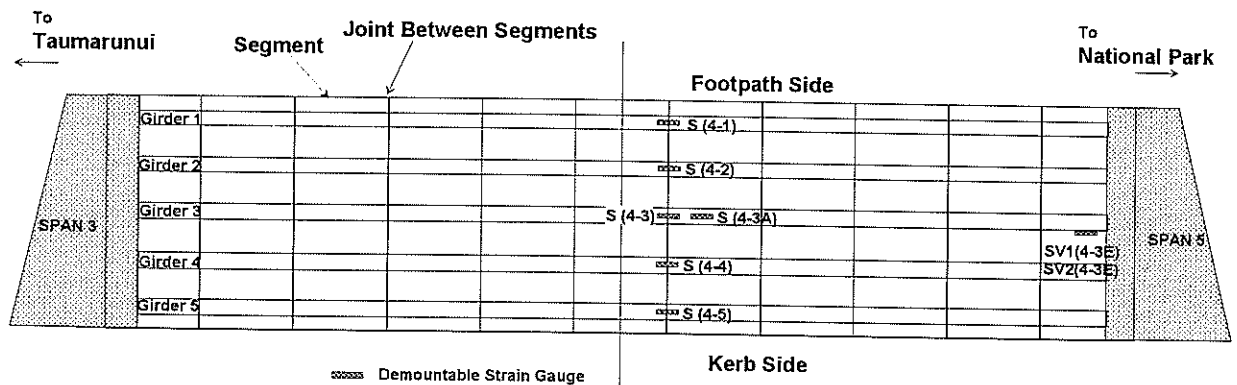 To
Taumarunui
Segment
Joint Between Segments
To
National Park
Footpath Side
Girder 1
S (4-1)
Girder 2
S (4-2)
Girder 3
S (4-3)
S (4-3A)
SPAN 3
SV1(4-3E)
SPAN 5
Girder 4
S (4-4)
SV2(4-3E)
Girder 5
S (4-5)
Kerb Side
Demountable Strain Gauge